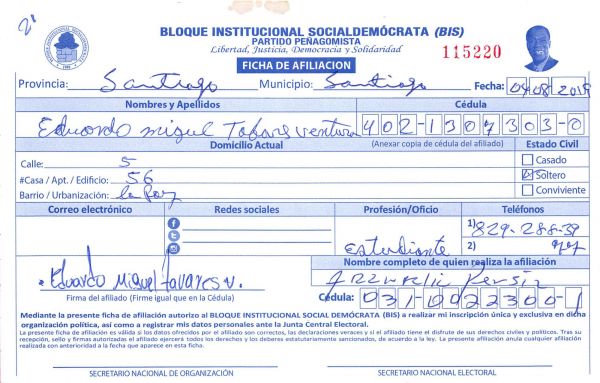 2'
BLOQUE INSTITUCIONAL SOCIALDEMÓCRATA (BIS)
PARTIDO PEÑAGOMISTA
Libertad, Justicia, Democracia y Solidaridad
115220
FICHA DE AFILIACION
Provincia: Santiago Municipio: Santiago Fecha: 04-08-2019
Nombres y Apellidos Cédula
Eduardo miguel Tabares ventura 402-1307303-0
Domicilio Actual (Anexar copia de cédula del afiliado) Estado Civil
Calle: 5 Casado
#Casa / Apt. / Edificio: 56 Soltero
Barrio / Urbanización: la Paz Conviviente
Correo electrónico Redes sociales Profesión/Oficio Teléfonos
1) 829-288-39
Estudiante 2)
Nombre completo de quien realiza la afiliación
Eduardo Miguel tavares v.
Firma del afiliado (Firme igual que en la Cédula) Cédula: 031-0022300-1
Mediante la presente ficha de afiliación autorizo al BLOQUE INSTITUCIONAL SOCIAL DEMÓCRATA (BIS) a realizar mi inscripción única y exclusiva en dicha
organización política, así como a registrar mis datos personales ante la Junta Central Electoral.
La presente ficha de afiliación es válida si los datos ofrecidos por el afiliado son correctos, las declaraciones veraces y si el afiliado tiene el disfrute de sus derechos civiles y políticos. Tras su
recepción, sello y firmas autorizadas el afiliado ejercerá todos los derechos y los deberes estatutariamente sancionados, de acuerdo a la ley. La presente afiliación anula cualquier afiliación
realizada con anterioridad a la fecha que aparece en esta ficha.
SECRETARIO NACIONAL DE ORGANIZACIÓN SECRETARIO NACIONAL ELECTORAL